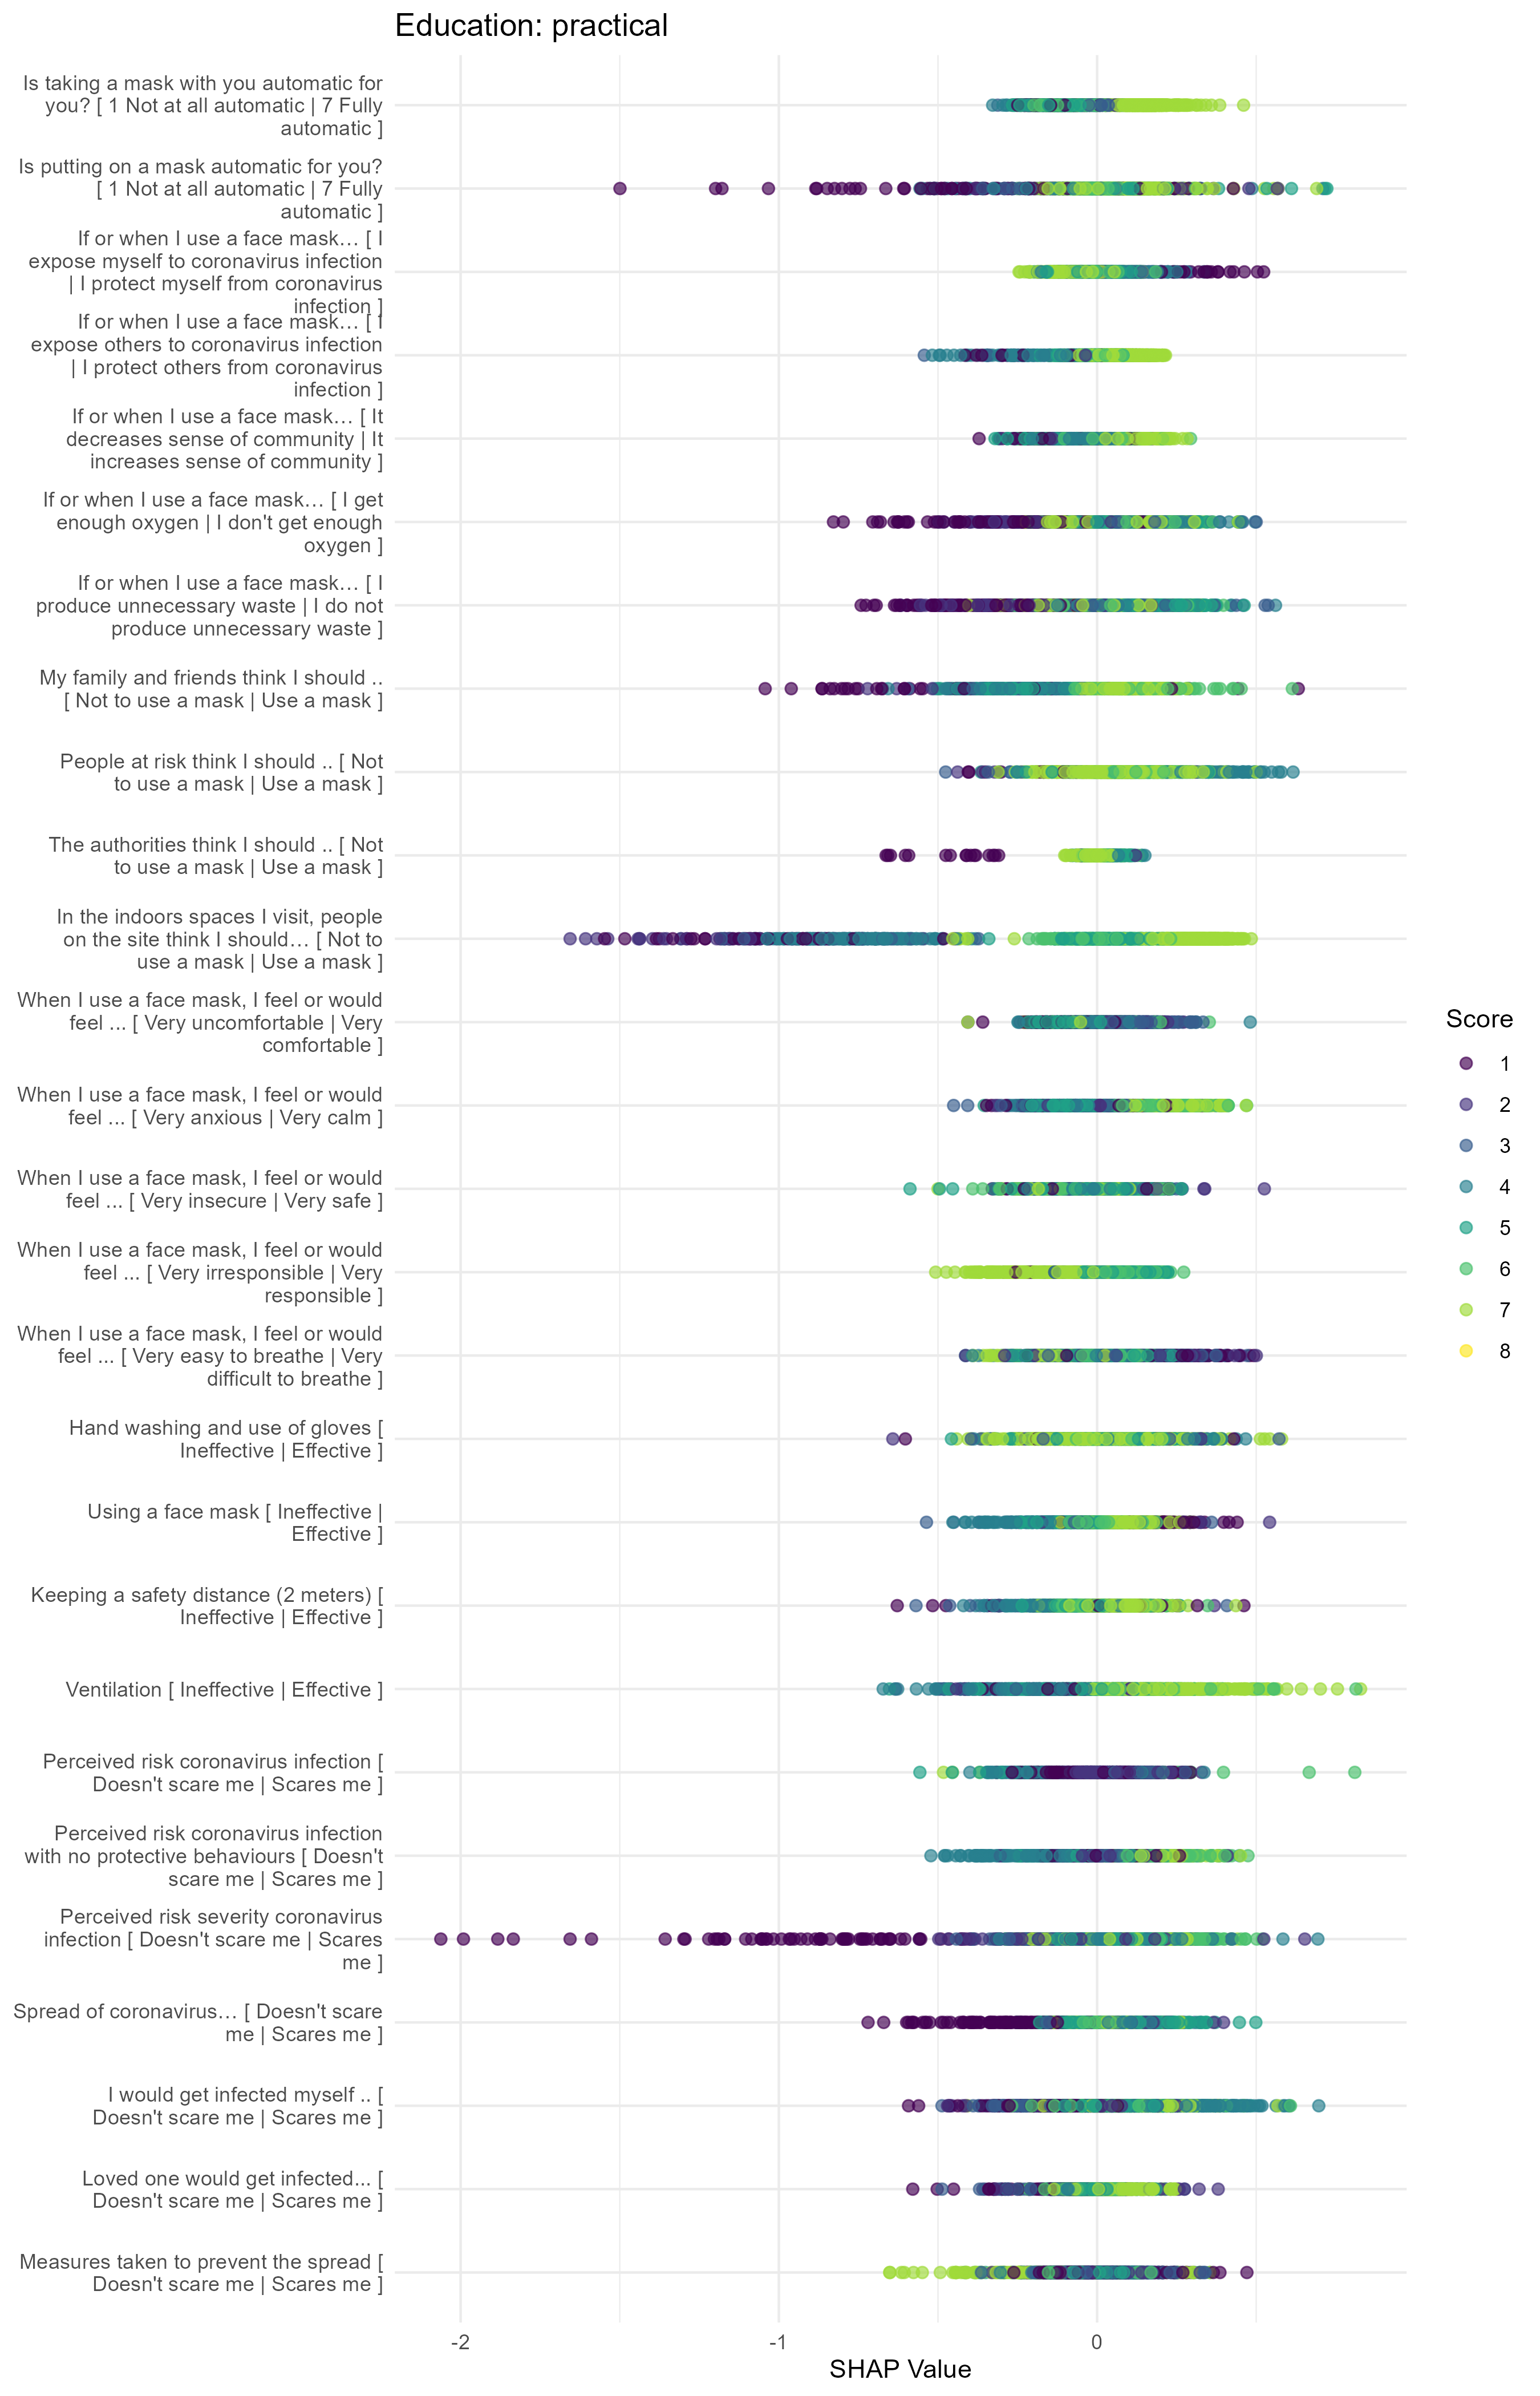 Education: practical
Is taking a mask with you automatic for
you? [ 1 Not at all automatic | 7 Fully
automatic ]
Is putting on a mask automatic for you?
[ 1 Not at all automatic | 7 Fully
automatic ]
If or when I use a face mask… [ I
expose myself to coronavirus infection
| I protect myself from coronavirus
infection ]
If or when I use a face mask… [ I
expose others to coronavirus infection
| I protect others from coronavirus
infection ]
If or when I use a face mask… [ It
decreases sense of community | It
increases sense of community ]
If or when I use a face mask… [ I get
enough oxygen | I don't get enough
oxygen ]
If or when I use a face mask… [ I
produce unnecessary waste | I do not
produce unnecessary waste ]
My family and friends think I should ..
[ Not to use a mask | Use a mask ]
People at risk think I should .. [ Not
to use a mask | Use a mask ]
The authorities think I should .. [ Not
to use a mask | Use a mask ]
In the indoors spaces I visit, people
on the site think I should… [ Not to
use a mask | Use a mask ]
When I use a face mask, I feel or would
feel ... [ Very uncomfortable | Very
comfortable ]
When I use a face mask, I feel or would
feel ... [ Very anxious | Very calm ]
When I use a face mask, I feel or would
feel ... [ Very insecure | Very safe ]
When I use a face mask, I feel or would
feel ... [ Very irresponsible | Very
responsible ]
When I use a face mask, I feel or would
feel ... [ Very easy to breathe | Very
difficult to breathe ]
Hand washing and use of gloves [
Ineffective | Effective ]
Using a face mask [ Ineffective |
Effective ]
Keeping a safety distance (2 meters) [
Ineffective | Effective ]
Ventilation [ Ineffective | Effective ]
Perceived risk coronavirus infection [
Doesn't scare me | Scares me ]
Perceived risk coronavirus infection
with no protective behaviours [ Doesn't
scare me | Scares me ]
Perceived risk severity coronavirus
infection [ Doesn't scare me | Scares
me ]
Spread of coronavirus… [ Doesn't scare
me | Scares me ]
I would get infected myself .. [
Doesn't scare me | Scares me ]
Loved one would get infected... [
Doesn't scare me | Scares me ]
Measures taken to prevent the spread [
Doesn't scare me | Scares me ]
-2
-1
0
SHAP Value
Score
1
2
3
4
5
6
7
8